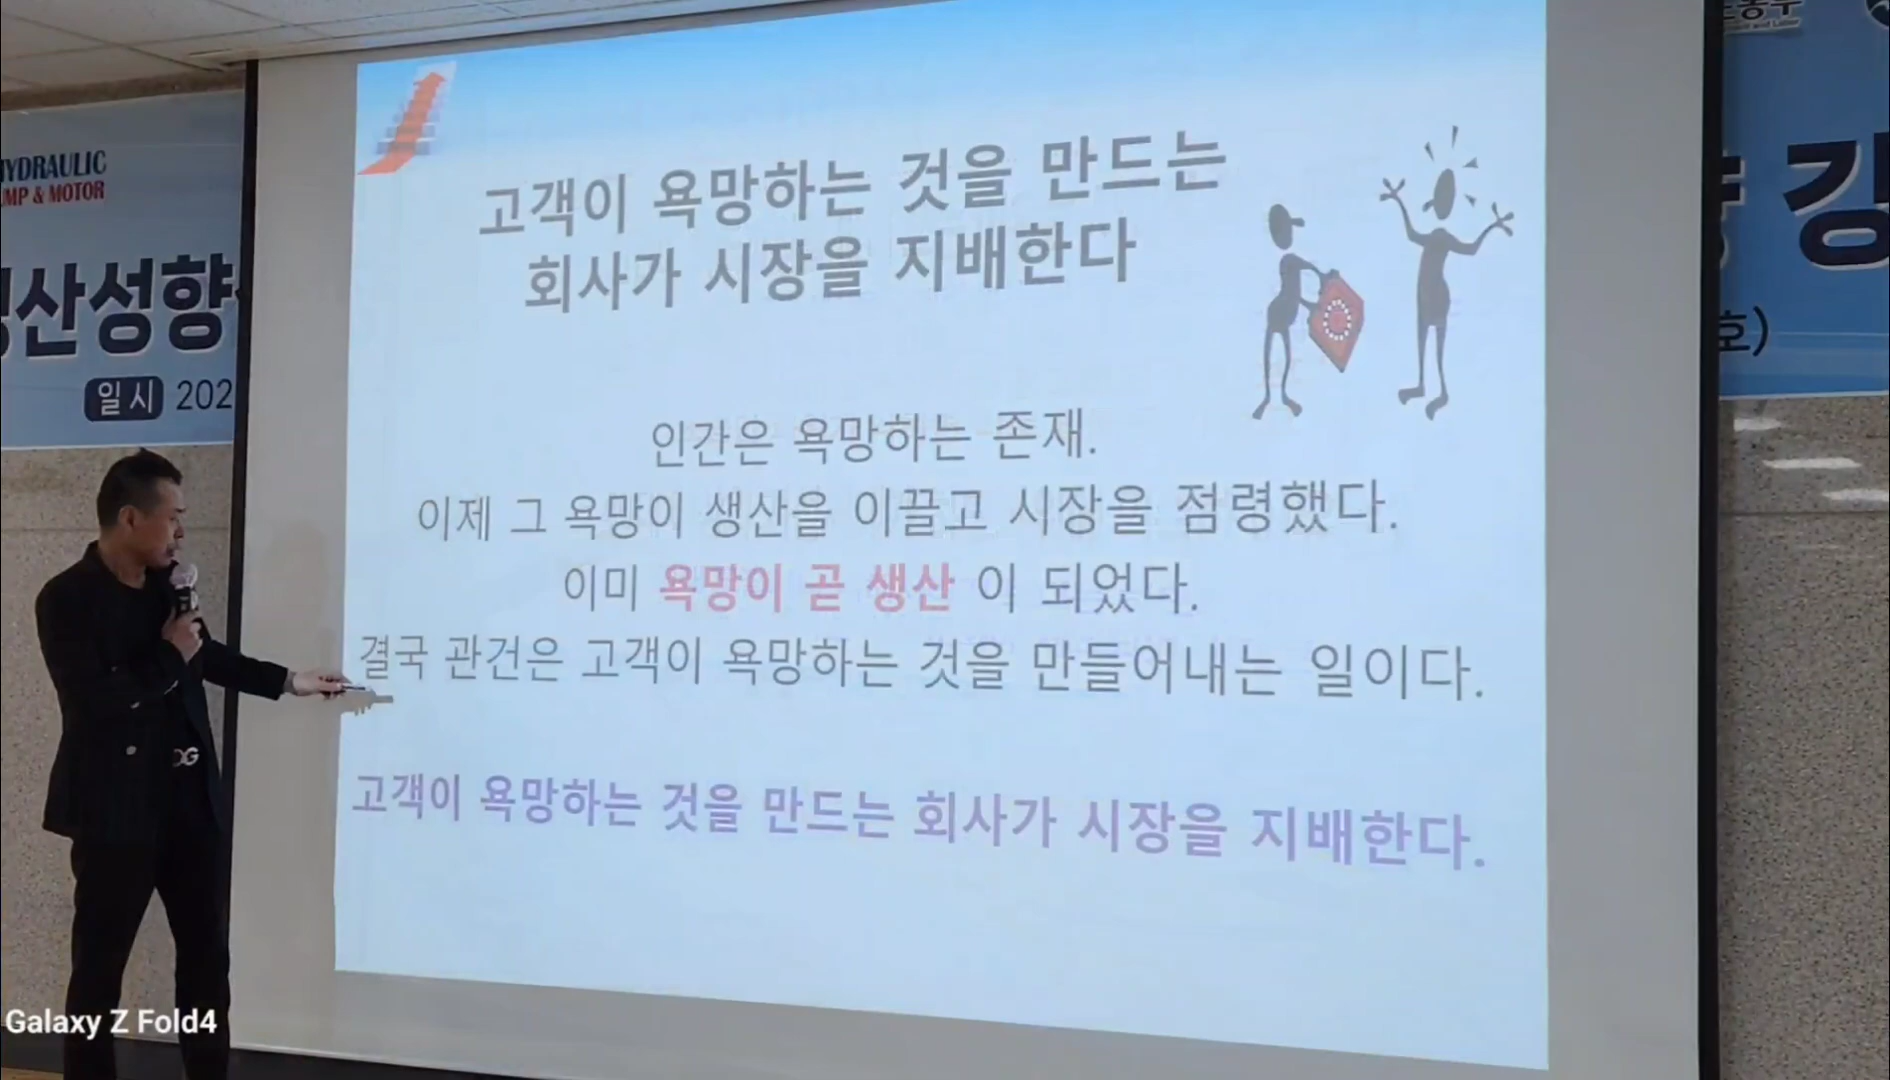 HYDRAULIC
MP & MOTOR
산성향
일시 202
고객이 욕망하는 것을 만드는
회사가 시장을 지배한다
인간은 욕망하는 존재.
이제 그 욕망이 생산을 이끌고 시장을 점령했다.
이미 욕망이 곧 생산 이 되었다.
결국 관건은 고객이 욕망하는 것을 만들어내는 일이다.
고객이 욕망하는 것을 만드는 회사가 시장을 지배한다.
강
호)
Galaxy Z Fold4